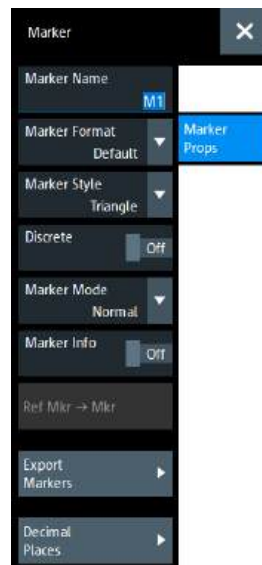 Marker
Marker Name
M1
Marker Format
Default
Marker
Props
Marker Style
Triangle
Discrete
Off
Marker Mode
Normal
Marker Info
Off
Ref Mkr → Mkr
Export
Markers
Decimal
Places